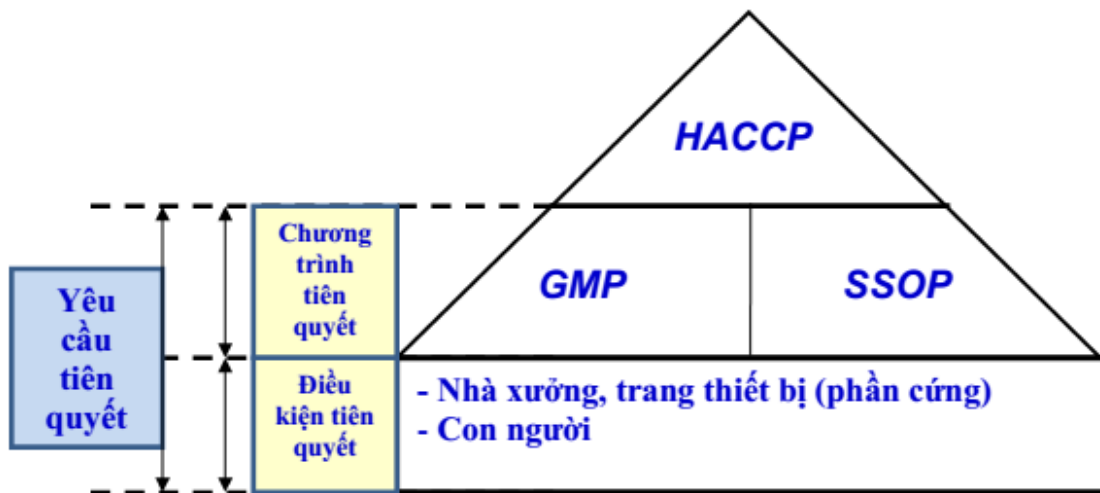 HACCP
Chương
trình
tiên
quyết
GMP
SSOP
Yêu
cầu
tiên
quyết
Điều
kiện tiên
quyết
- Nhà xưởng, trang thiết bị (phần cứng)
- Con người